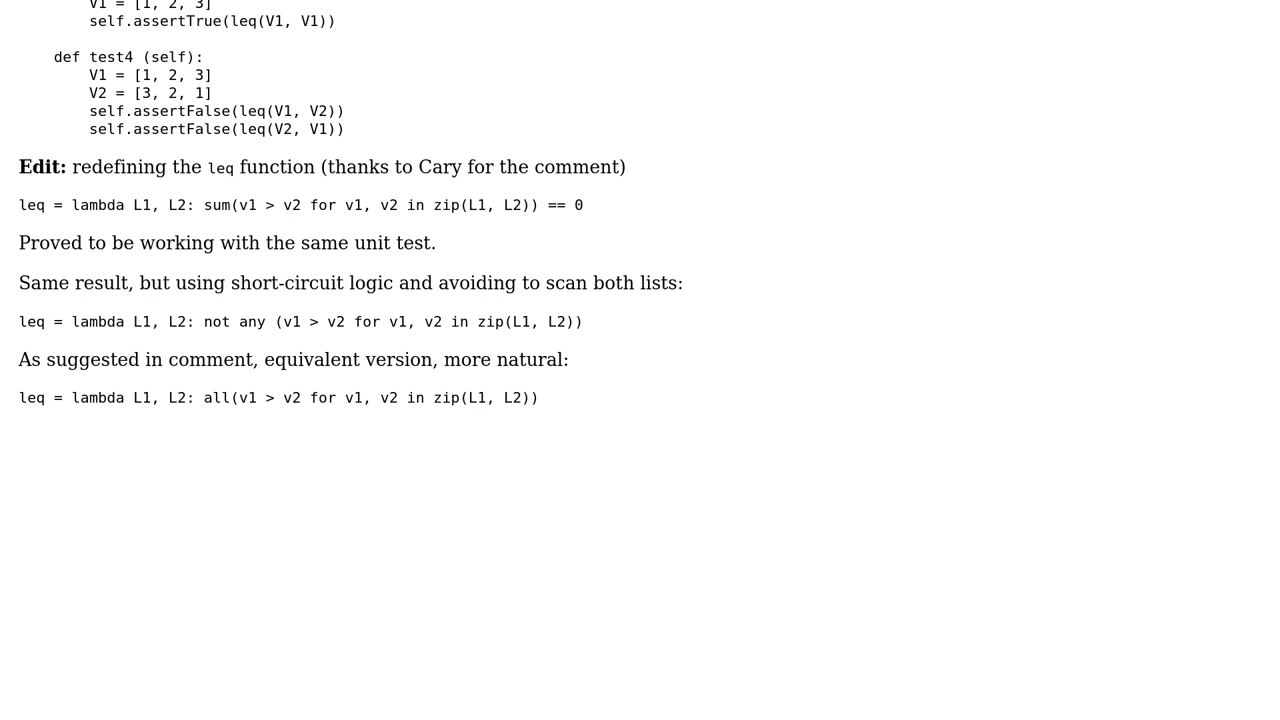 V1 = [1, 2, 3]
        self.assertTrue(leq(V1, V1))

    def test4 (self):
        V1 = [1, 2, 3]
        V2 = [3, 2, 1]
        self.assertFalse(leq(V1, V2))
        self.assertFalse(leq(V2, V1))
Edit: redefining the leq function (thanks to Cary for the comment)
leq = lambda L1, L2: sum(v1 > v2 for v1, v2 in zip(L1, L2)) == 0
Proved to be working with the same unit test.
Same result, but using short-circuit logic and avoiding to scan both lists:
leq = lambda L1, L2: not any (v1 > v2 for v1, v2 in zip(L1, L2))
As suggested in comment, equivalent version, more natural:
leq = lambda L1, L2: all(v1 > v2 for v1, v2 in zip(L1, L2))